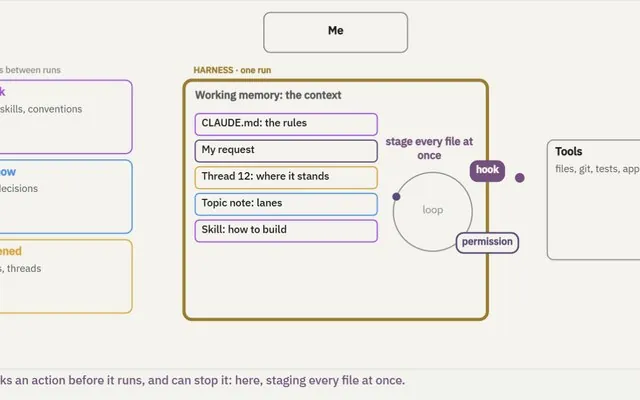 Me
s between runs
HARNESS · one run
k
skills, conventions
ow
decisions
ened
s, threads
Working memory: the context
CLAUDE.md: the rules
My request
Thread 12: where it stands
Topic note: lanes
Skill: how to build
stage every file at
once
loop
hook
permission
Tools
files, git, tests, app
ks an action before it runs, and can stop it: here, staging every file at once.